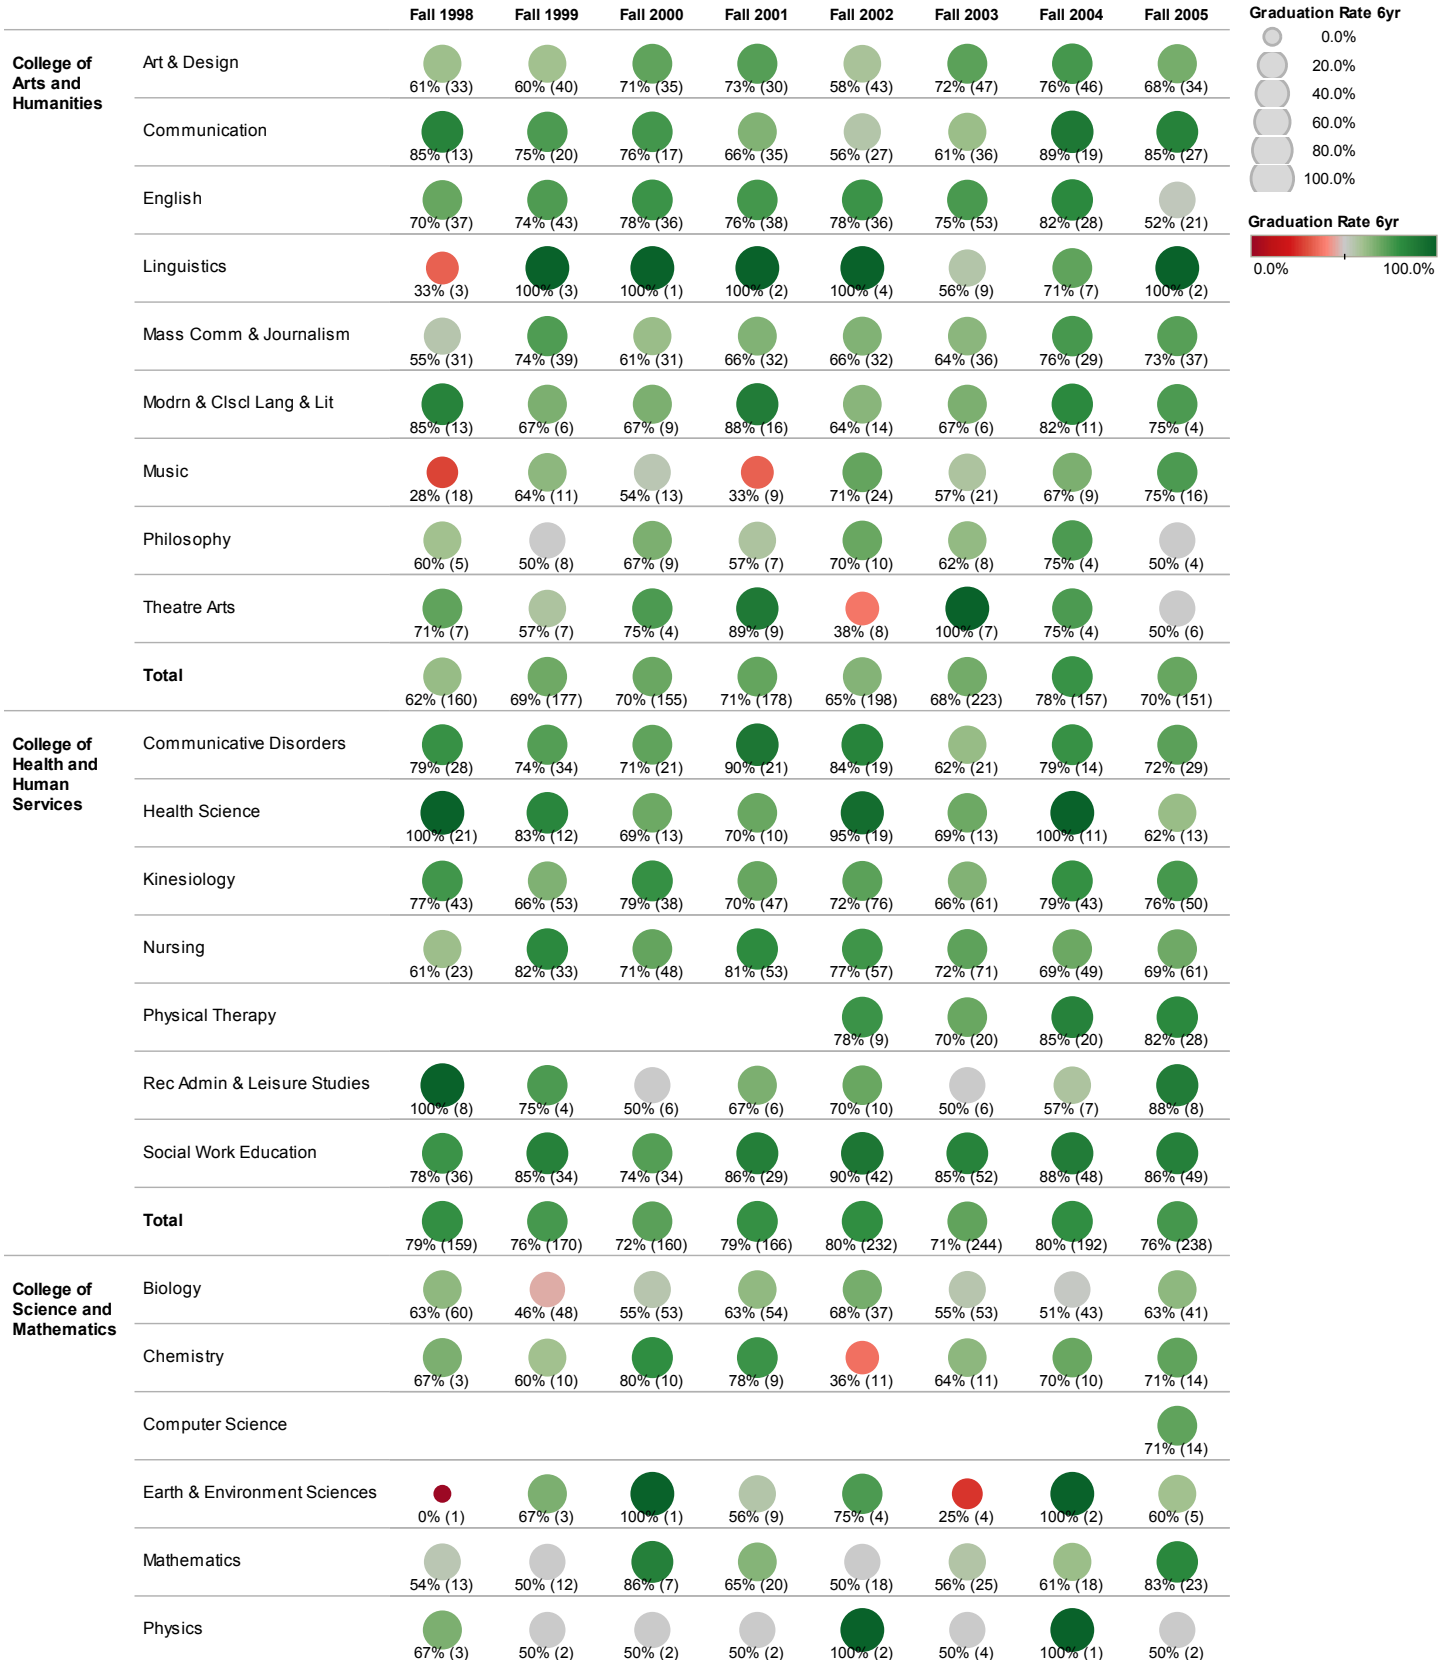 Fall 1998 Fall 1999 Fall 2000 Fall 2001 Fall 2002 Fall 2003 Fall 2004 Fall 2005
College of Arts and Humanities
Art & Design
61% (33) 60% (40) 71% (35) 73% (30) 58% (43) 72% (47) 76% (46) 68% (34)
Communication
85% (13) 75% (20) 76% (17) 66% (35) 56% (27) 61% (36) 89% (19) 85% (27)
English
70% (37) 74% (43) 78% (36) 76% (38) 78% (36) 75% (53) 82% (28) 52% (21)
Linguistics
33% (3) 100% (3) 100% (1) 100% (2) 100% (4) 56% (9) 71% (7) 100% (2)
Mass Comm & Journalism
55% (31) 74% (39) 61% (31) 66% (32) 66% (32) 64% (36) 76% (29) 73% (37)
Modrn & Clscl Lang & Lit
85% (13) 67% (6) 67% (9) 88% (16) 64% (14) 67% (6) 82% (11) 75% (4)
Music
28% (18) 64% (11) 54% (13) 33% (9) 71% (24) 57% (21) 67% (9) 75% (16)
Philosophy
60% (5) 50% (8) 67% (9) 57% (7) 70% (10) 62% (8) 75% (4) 50% (4)
Theatre Arts
71% (7) 57% (7) 75% (4) 89% (9) 38% (8) 100% (7) 75% (4) 50% (6)
Total
62% (160) 69% (177) 70% (155) 71% (178) 65% (198) 68% (223) 78% (157) 70% (151)
College of Health and Human Services
Communicative Disorders
79% (28) 74% (34) 71% (21) 90% (21) 84% (19) 62% (21) 79% (14) 72% (29)
Health Science
100% (21) 83% (12) 69% (13) 70% (10) 95% (19) 69% (13) 100% (11) 62% (13)
Kinesiology
77% (43) 66% (53) 79% (38) 70% (47) 72% (76) 66% (61) 79% (43) 76% (50)
Nursing
61% (23) 82% (33) 71% (48) 81% (53) 77% (57) 72% (71) 69% (49) 69% (61)
Physical Therapy
78% (9) 70% (20) 85% (20) 82% (28)
Rec Admin & Leisure Studies
100% (8) 75% (4) 50% (6) 67% (6) 70% (10) 50% (6) 57% (7) 88% (8)
Social Work Education
78% (36) 85% (34) 74% (34) 86% (29) 90% (42) 85% (52) 88% (48) 86% (49)
Total
79% (159) 76% (170) 72% (160) 79% (166) 80% (232) 71% (244) 80% (192) 76% (238)
College of Science and Mathematics
Biology
63% (60) 46% (48) 55% (53) 63% (54) 68% (37) 55% (53) 51% (43) 63% (41)
Chemistry
67% (3) 60% (10) 80% (10) 78% (9) 36% (11) 64% (11) 70% (10) 71% (14)
Computer Science
71% (14)
Earth & Environment Sciences
0% (1) 67% (3) 100% (1) 56% (9) 75% (4) 25% (4) 100% (2) 60% (5)
Mathematics
54% (13) 50% (12) 86% (7) 65% (20) 50% (18) 56% (25) 61% (18) 83% (23)
Physics
67% (3) 50% (2) 50% (2) 50% (2) 100% (2) 50% (4) 100% (1) 50% (2)
Graduation Rate 6yr
0.0%
20.0%
40.0%
60.0%
80.0%
100.0%
Graduation Rate 6yr
0.0% 100.0%